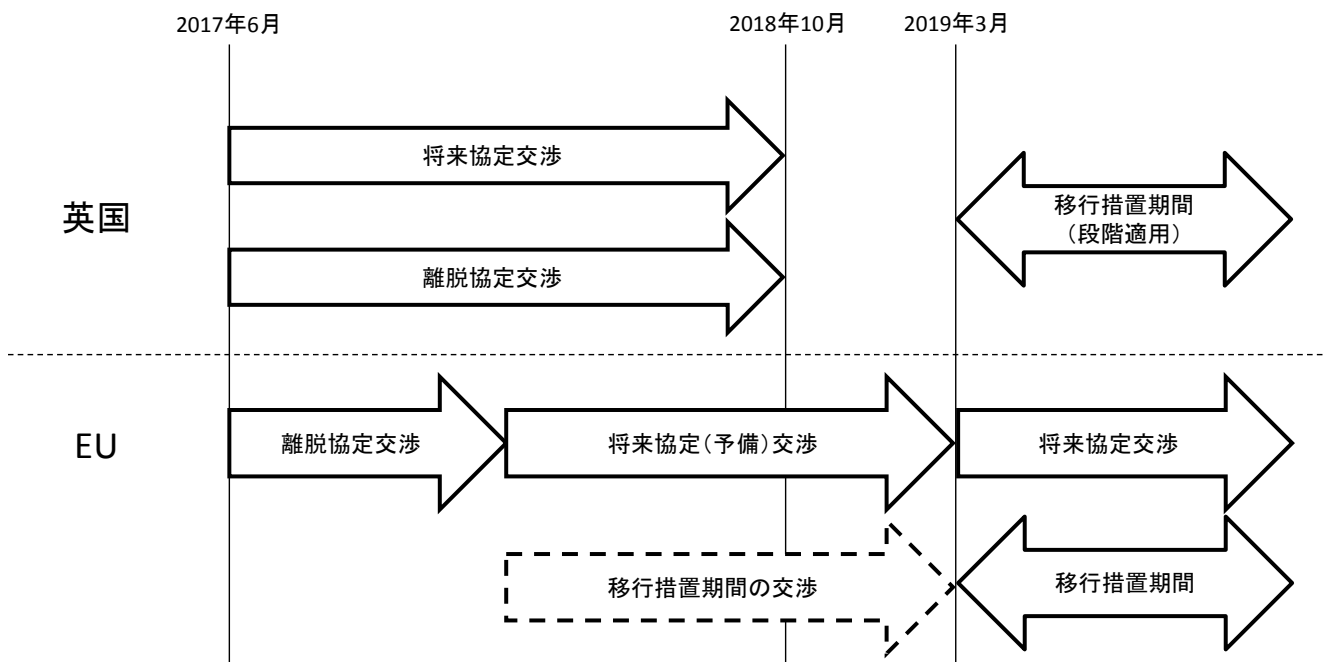 2017年6月
2018年10月
2019年3月
将来協定交渉
英国
移行措置期間
（段階適用）
離脱協定交渉
EU
離脱協定交渉
将来協定（予備）交渉
将来協定交渉
移行措置期間の交渉
移行措置期間